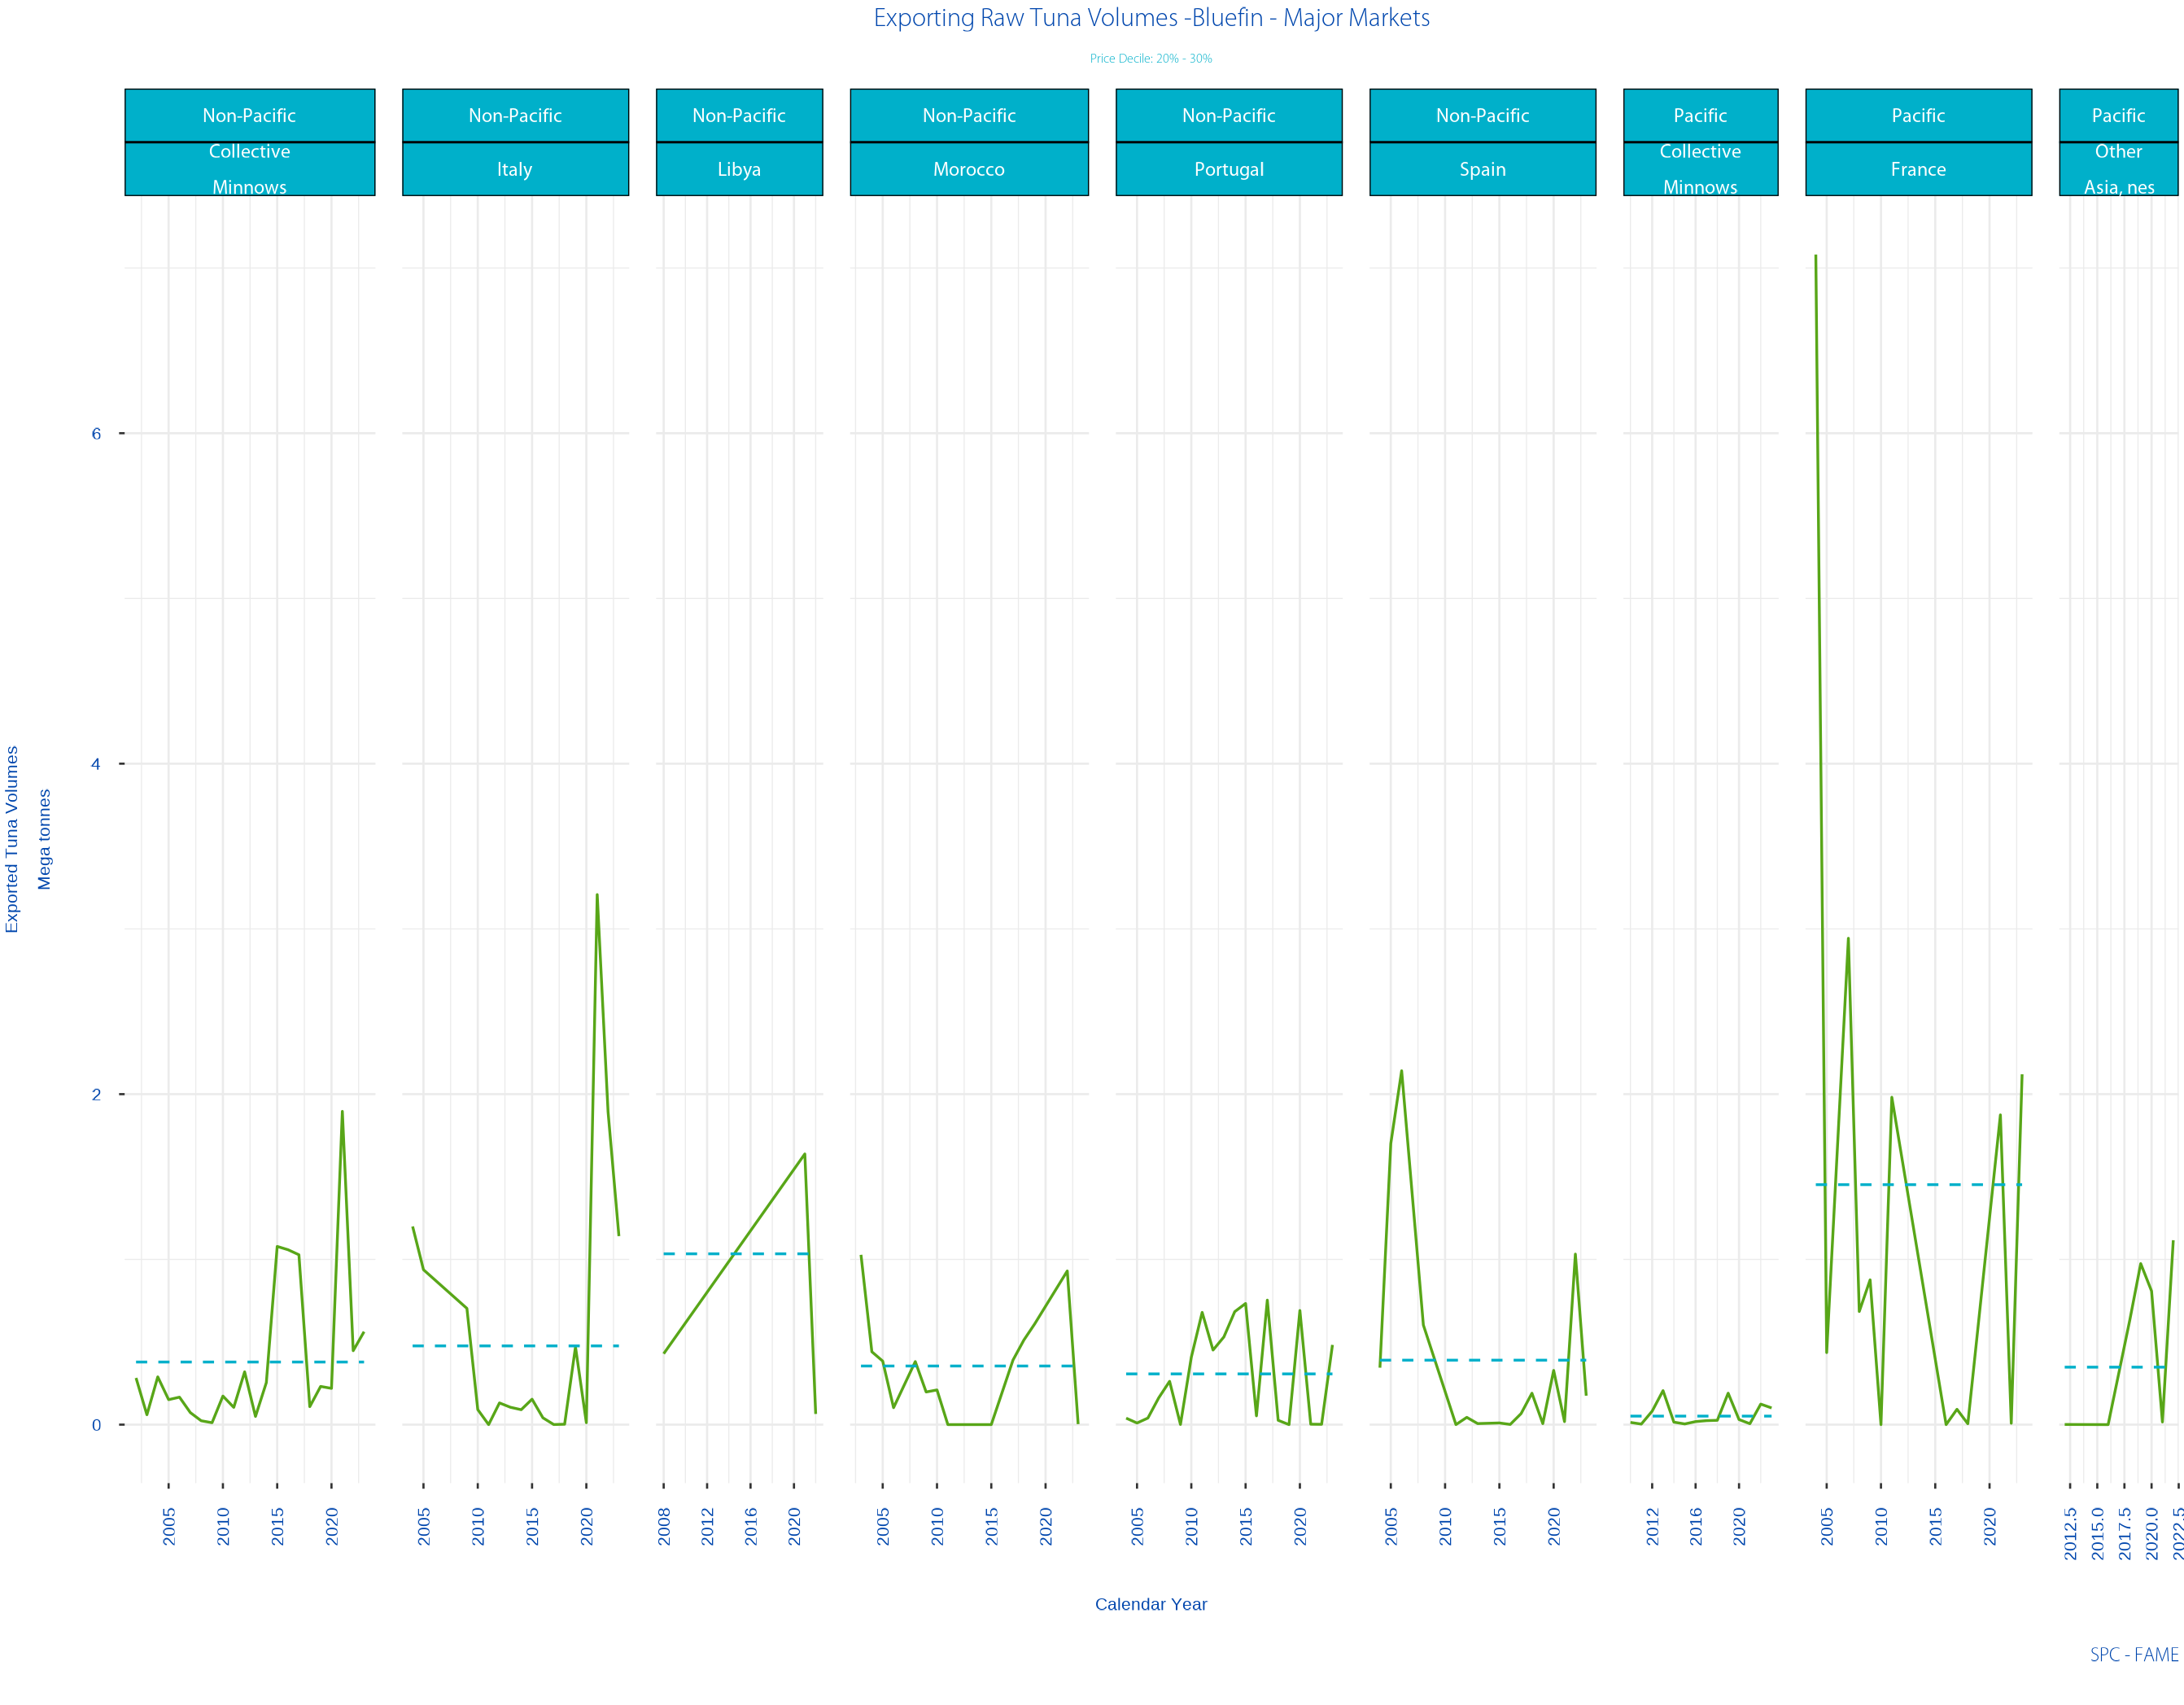 Exporting Raw Tuna Volumes -Bluefin - Major Markets
Price Decile: 20% - 30%
Non-Pacific Non-Pacific Non-Pacific Non-Pacific Non-Pacific Non-Pacific Pacific Pacific Pacific
Collective Minnows Italy Libya Morocco Portugal Spain Collective Minnows France Other Asia, nes
Exported Tuna Volumes
Mega tonnes
6
4
2
0
2005 2010 2015 2020
2005 2010 2015 2020
2008 2012 2016 2020
2005 2010 2015 2020
2005 2010 2015 2020
2005 2010 2015 2020
2012 2016 2020
2005 2010 2015 2020
2012.5 2015.0 2017.5 2020.0 2022.5
Calendar Year
SPC - FAME